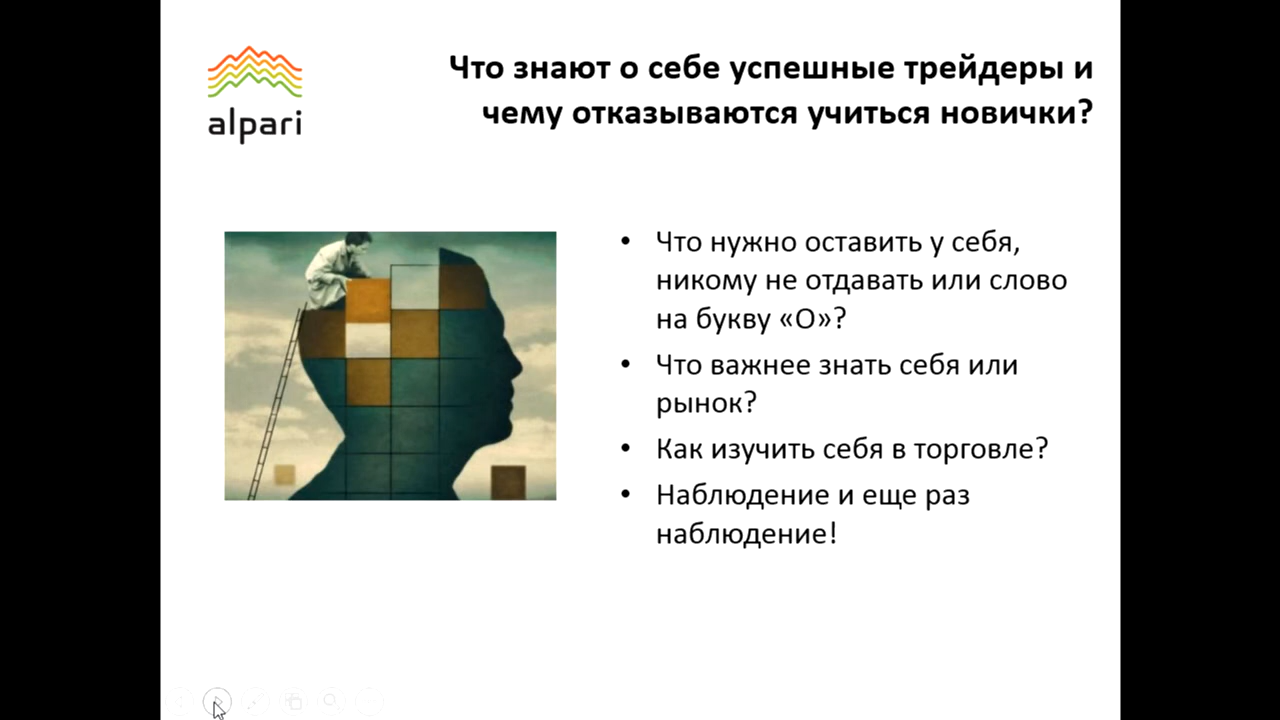 alpari
Что знают о себе успешные трейдеры и
чему отказываются учиться новички?
• Что нужно оставить у себя,
никому не отдавать или слово
на букву «О»?
• Что важнее знать себя или
рынок?
• Как изучить себя в торговле?
• Наблюдение и еще раз
наблюдение!